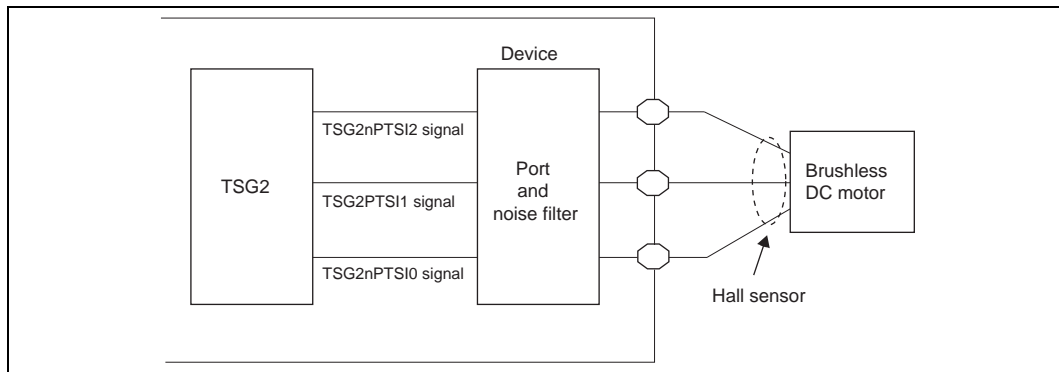 Device
TSG2
TSG2nPTSI2 signal
TSG2PTSI1 signal
TSG2nPTSI0 signal
Port
and
noise filter
Brushless
DC motor
Hall sensor